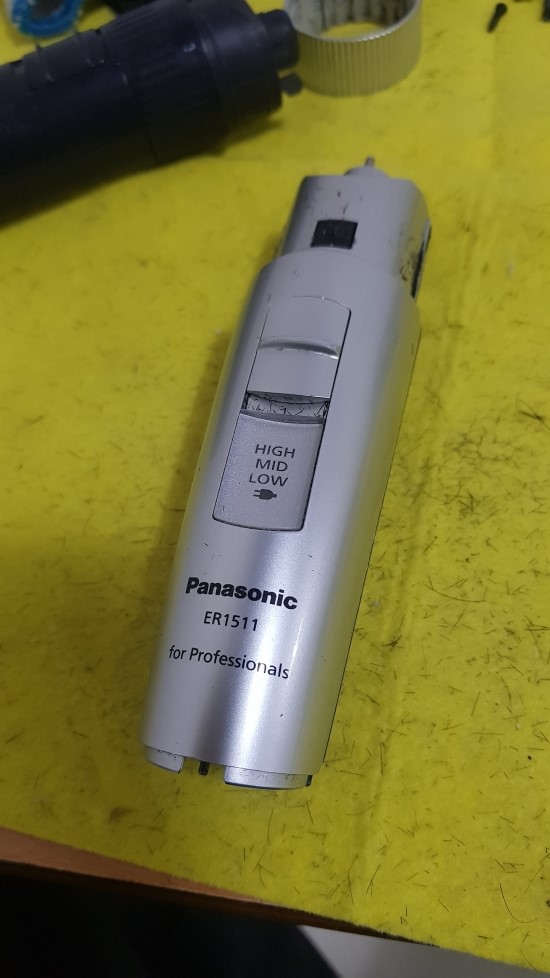 HIGH
MID
LOW
Panasonic
ER1511
for Professionals